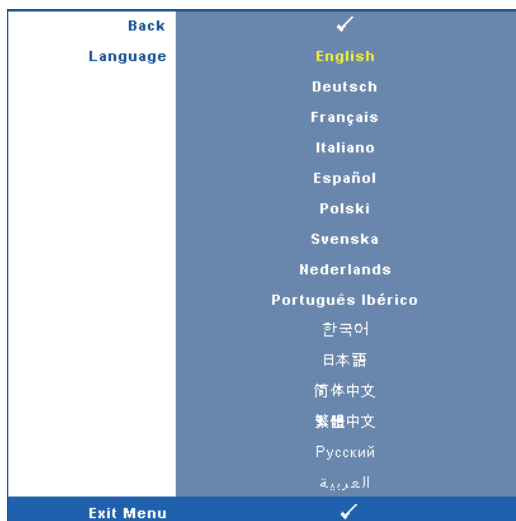 Back ✓
Language English
Deutsch
Français
Italiano
Español
Polski
Svenska
Nederlands
Português Ibérico
한국어
日本語
简体中文
繁體中文
Русский
العربية
Exit Menu ✓